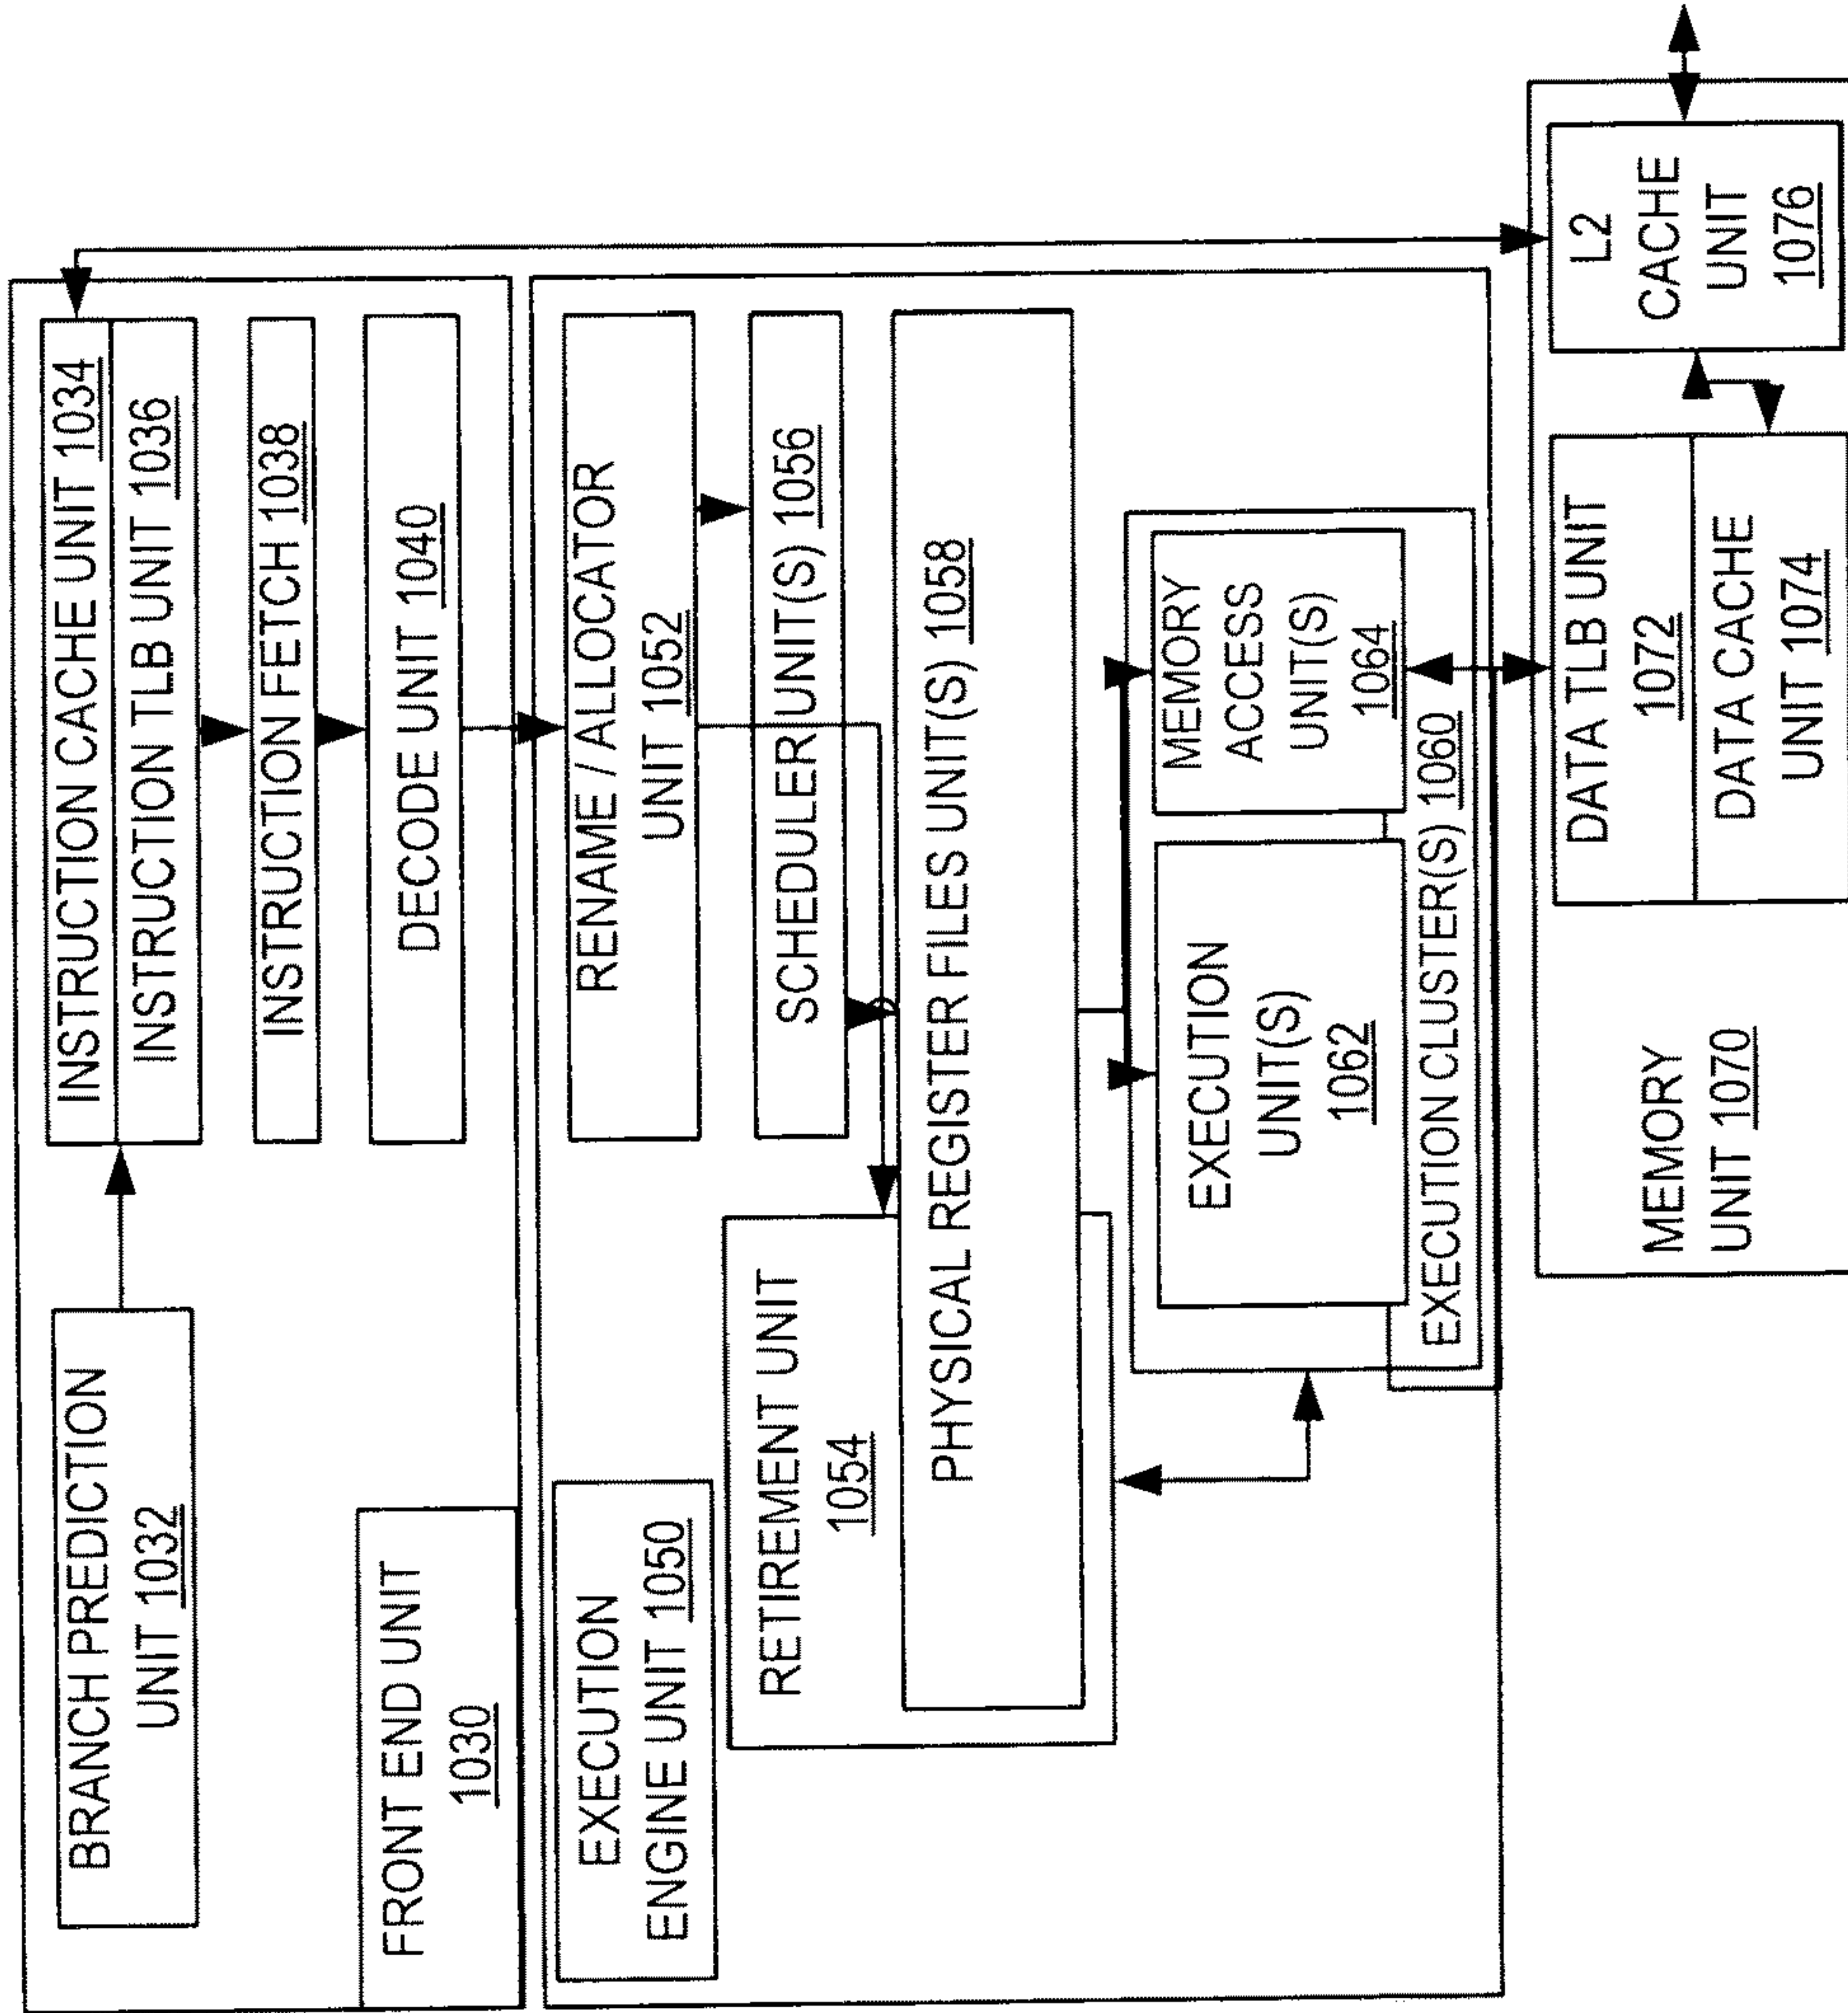 BRANCH PREDICTION
UNIT 1032
INSTRUCTION CACHE UNIT 1034
INSTRUCTION TLB UNIT 1036
INSTRUCTION FETCH 1038
FRONT END UNIT
1030
DECODE UNIT 1040
EXECUTION
ENGINE UNIT 1050
RENAME / ALLOCATOR
UNIT 1052
RETIREMENT UNIT
1054
SCHEDULER UNIT(S) 1056
PHYSICAL REGISTER FILES UNIT(S) 1058
EXECUTION
UNIT(S)
1062
MEMORY
ACCESS
UNIT(S)
1064
EXECUTION CLUSTER(S) 1060
MEMORY
UNIT 1070
DATA TLB UNIT
1072
DATA CACHE
UNIT 1074
L2
CACHE
UNIT
1076